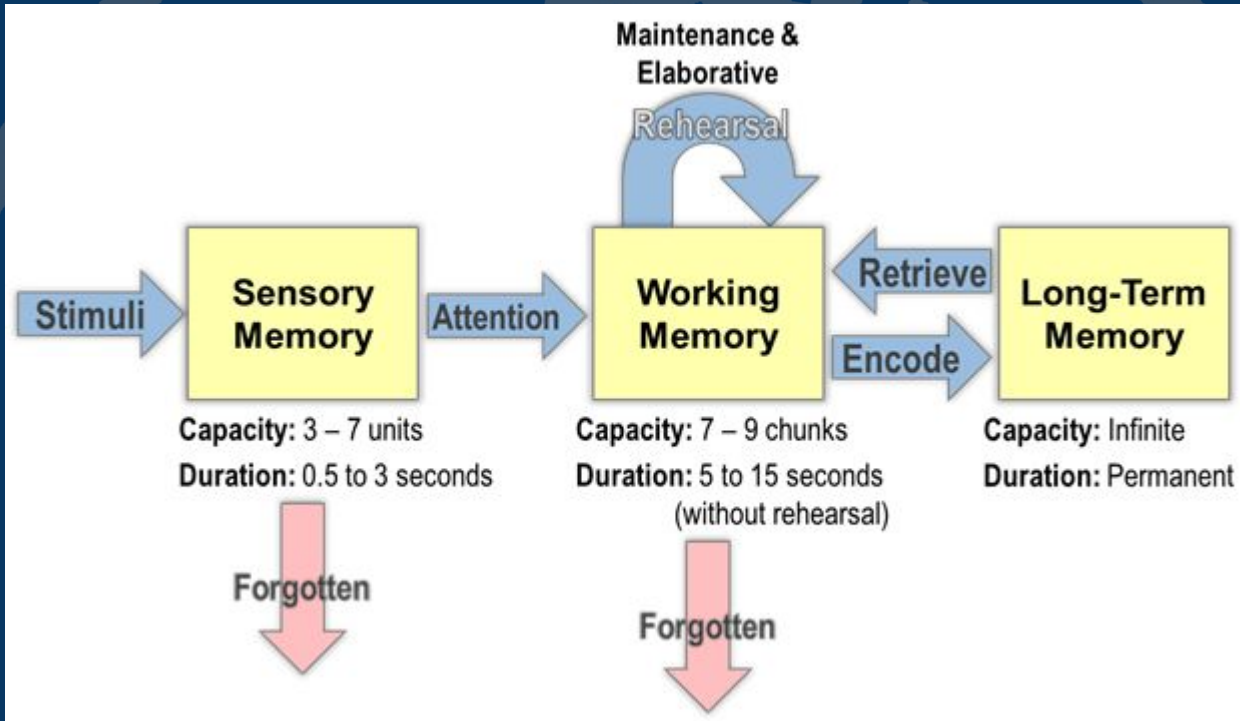 Maintenance &
Elaborative
Rehearsal
Stimuli
Sensory
Memory
Attention
Working
Memory
Retrieve
Encode
Long-Term
Memory
Capacity: 3 – 7 units
Duration: 0.5 to 3 seconds
Capacity: 7 – 9 chunks
Duration: 5 to 15 seconds
(without rehearsal)
Capacity: Infinite
Duration: Permanent
Forgotten
Forgotten